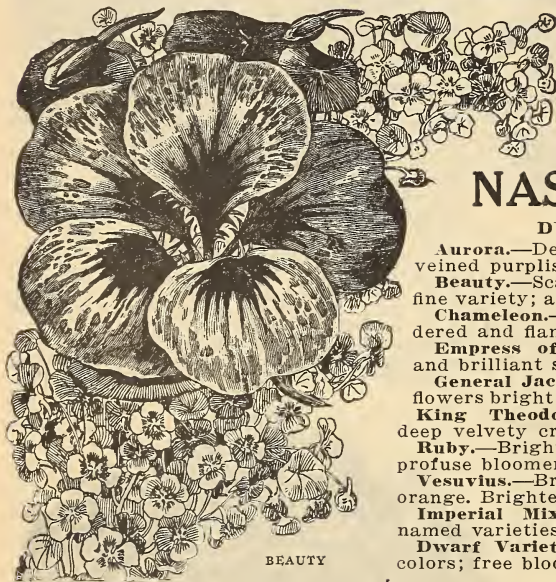 NAS
D
Aurora.—De
veined purplis
Beauty.—Sca
fine variety; a
Chameleon.—
dered and flar
Empress of
and brilliant s
General Jac
flowers bright
King Theodo
deep velvety cr
Ruby.—Brigh
profuse bloomer
Vesuvius.—Br
orange. Brighte
Imperial Mix
named varieties
Dwarf Variet
colors; free bloo
BEAUTY